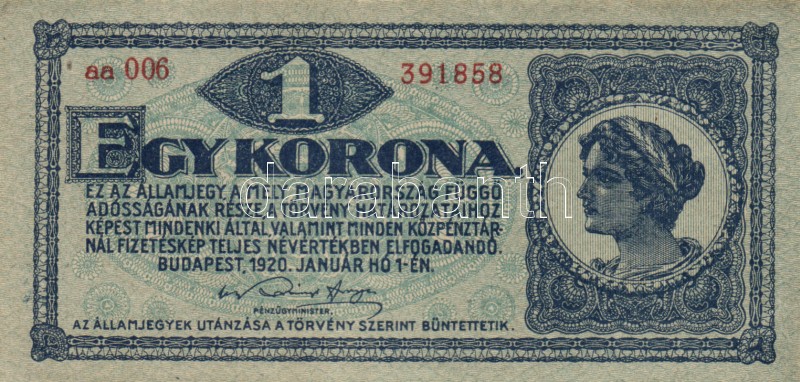 aa 006 391858
1
EGY KORONA.
EZ AZ ÁLLAMJEGY, AMELY MAGYARORSZÁG FÜGGŐ
ADÓSSÁGÁNAK RÉSZE A TÖRVÉNY HATÁROZATAIHOZ
KÉPEST MINDENKI ÁLTAL, VALAMINT MINDEN KÖZPÉNZTÁR-
NÁL FIZETÉSKÉP TELJES NÉVÉRTÉKBEN ELFOGADANDÓ.
BUDAPEST, 1920. JANUÁR HÓ 1-ÉN.
PÉNZÜGYMINISTER.
AZ ÁLLAMJEGYEK UTÁNZÁSA A TÖRVÉNY SZERINT BÜNTETTETIK.
darabanth